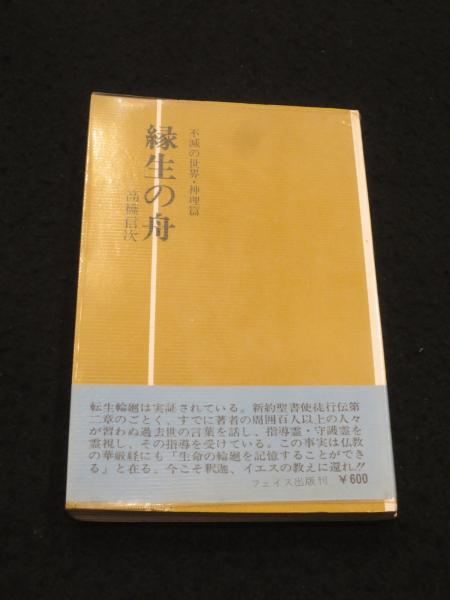 不滅の世界・神理篇
縁生の舟
高橋信次
転生輪廻は実証されている。新約聖書使徒行伝第
二章のごとく、すでに著者の周囲百人以上の人々
が習わぬ過去世の言葉を話し、指導霊・守護霊を
霊視し、その指導を受けている。この事実は仏教
の華厳経にも「生命の輪廻を記憶することができ
る」と在る。今こそ釈迦、イエスの教えに還れ!!
フェイス出版刊 ￥600